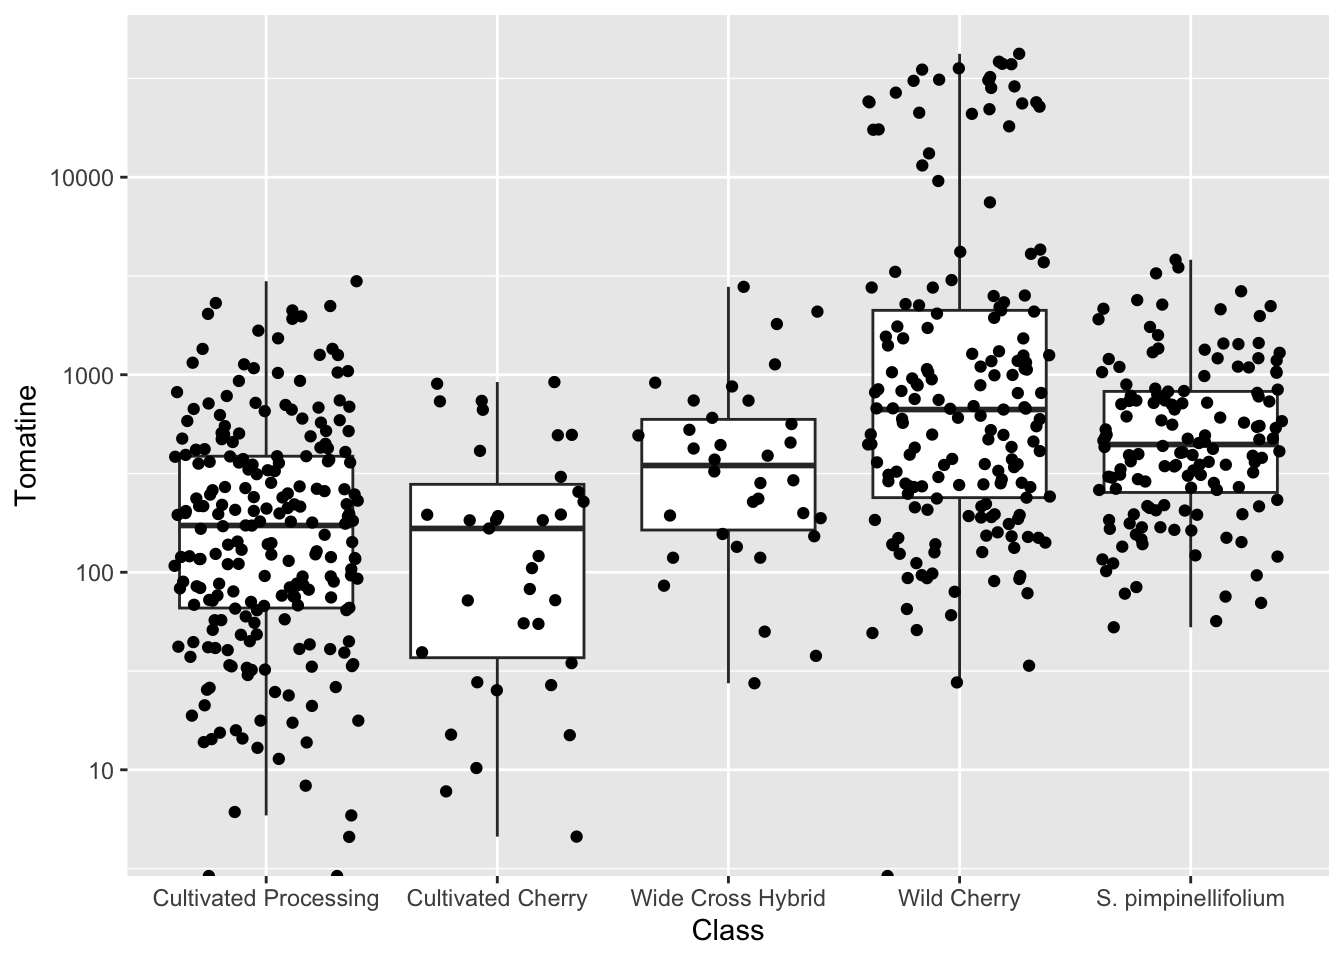 Tomatine
10000
1000
100
10
Cultivated Processing
Cultivated Cherry
Wide Cross Hybrid
Wild Cherry
S. pimpinellifolium
Class